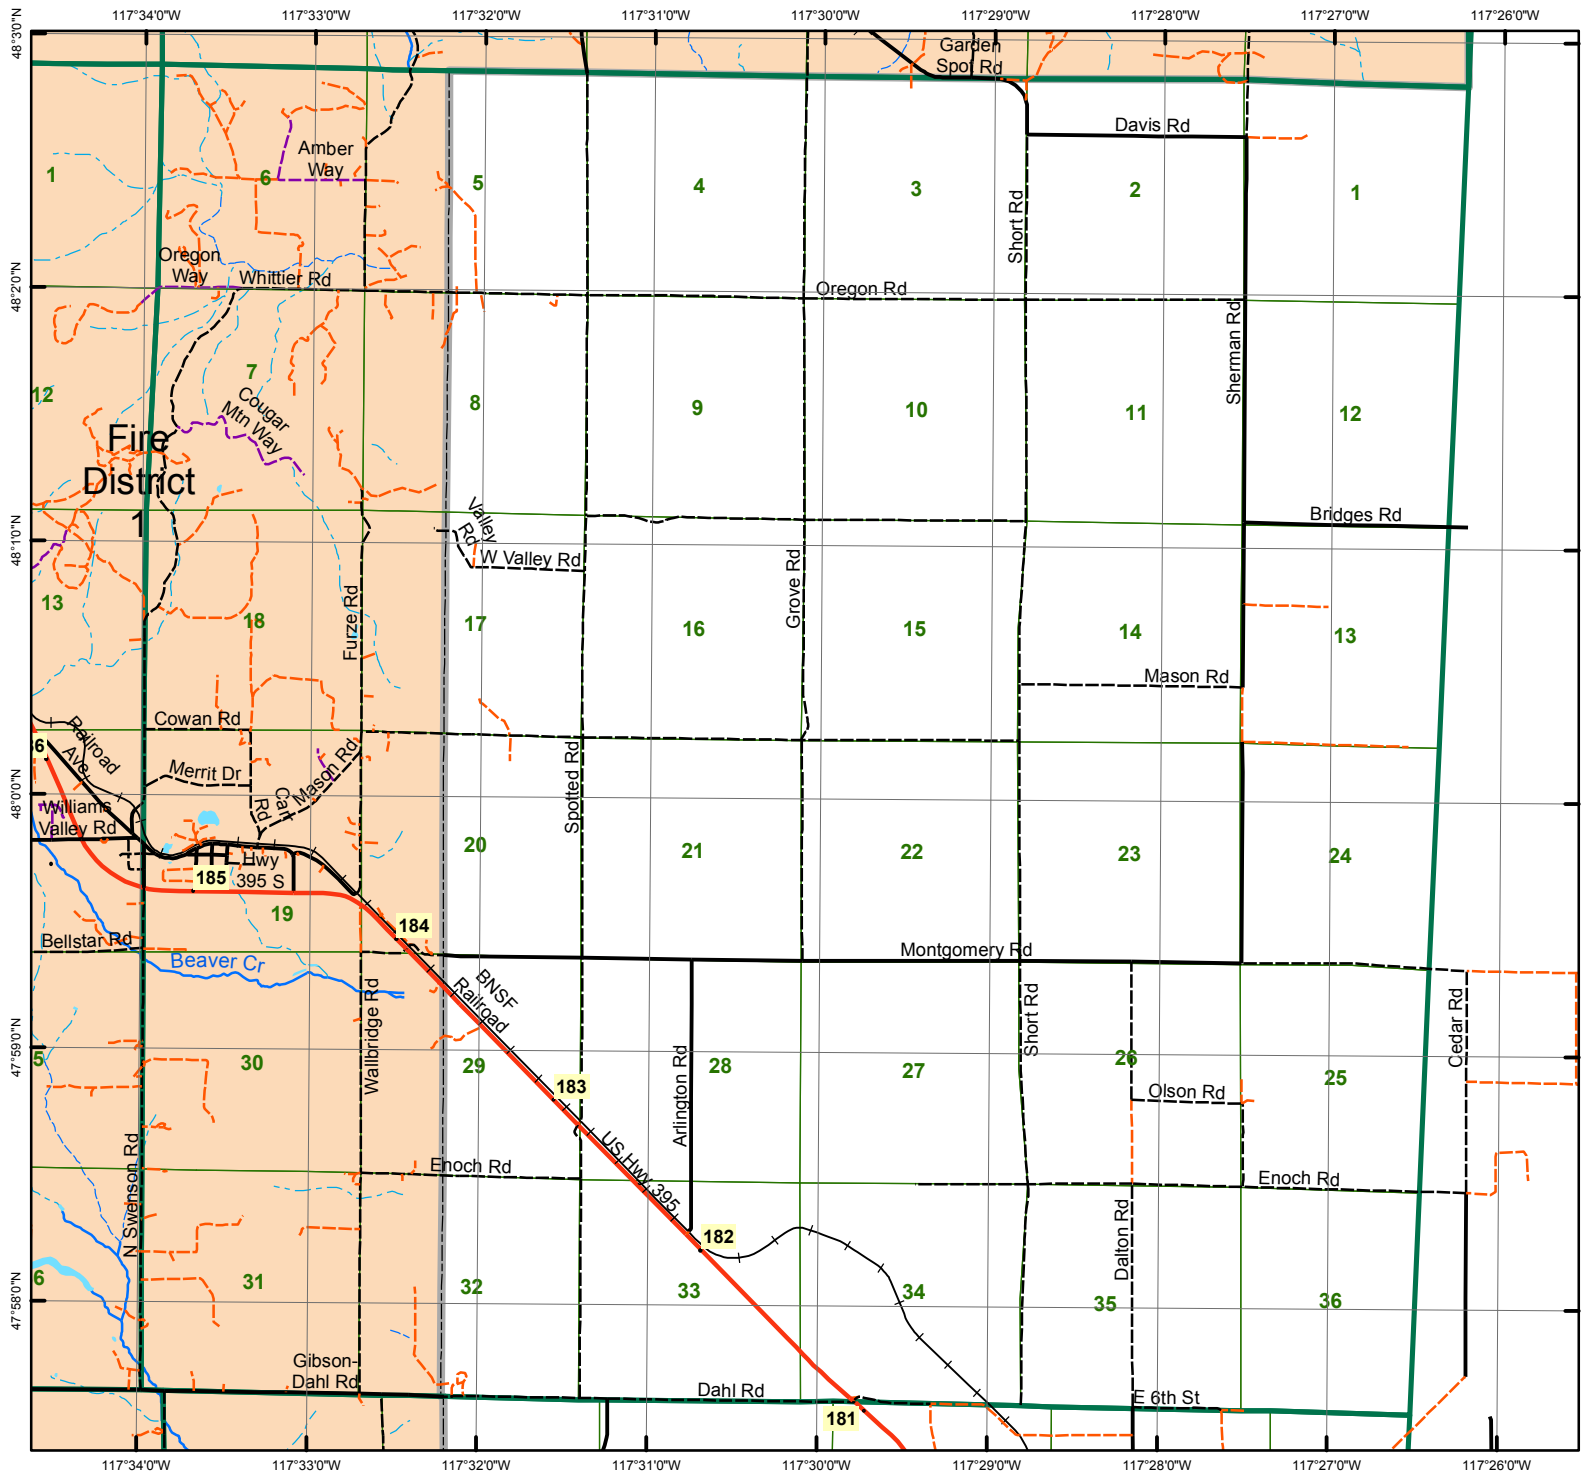 117°34'0"W
117°33'0"W
117°32'0"W
117°31'0"W
117°30'0"W
117°29'0"W
117°28'0"W
117°27'0"W
117°26'0"W
48°3'0"N
Garden
Spot Rd
Davis Rd
Amber
Way
1
6
5
4
3
2
1
Short Rd
Oregon
Way
Whittier Rd
48°2'0"N
Oregon Rd
Sherman Rd
7
12
8
9
10
11
12
Cougar
Mtn Way
Fire
District
1
Valley
Rd
W Valley Rd
Bridges Rd
48°1'0"N
Grove Rd
Furze Rd
13
18
17
16
15
14
13
Mason Rd
Cowan Rd
Railroad
Ave
36
Merrit Dr
Carl
Rd
Mason Rd
Spotted Rd
48°0'0"N
Williams
Valley Rd
Hwy
395 S
185
20
21
22
23
24
19
184
Bellstar Rd
Beaver Cr
Montgomery Rd
BNSF
Railroad
Wallbridge Rd
Short Rd
Cedar Rd
47°59'0"N
5
30
29
28
27
26
25
183
Arlington Rd
Olson Rd
US Hwy 395
N Swenson Rd
Enoch Rd
Enoch Rd
182
Dalton Rd
6
31
32
33
34
35
36
47°58'0"N
Gibson-
Dahl Rd
Dahl Rd
E 6th St
181
117°34'0"W
117°33'0"W
117°32'0"W
117°31'0"W
117°30'0"W
117°29'0"W
117°28'0"W
117°27'0"W
117°26'0"W